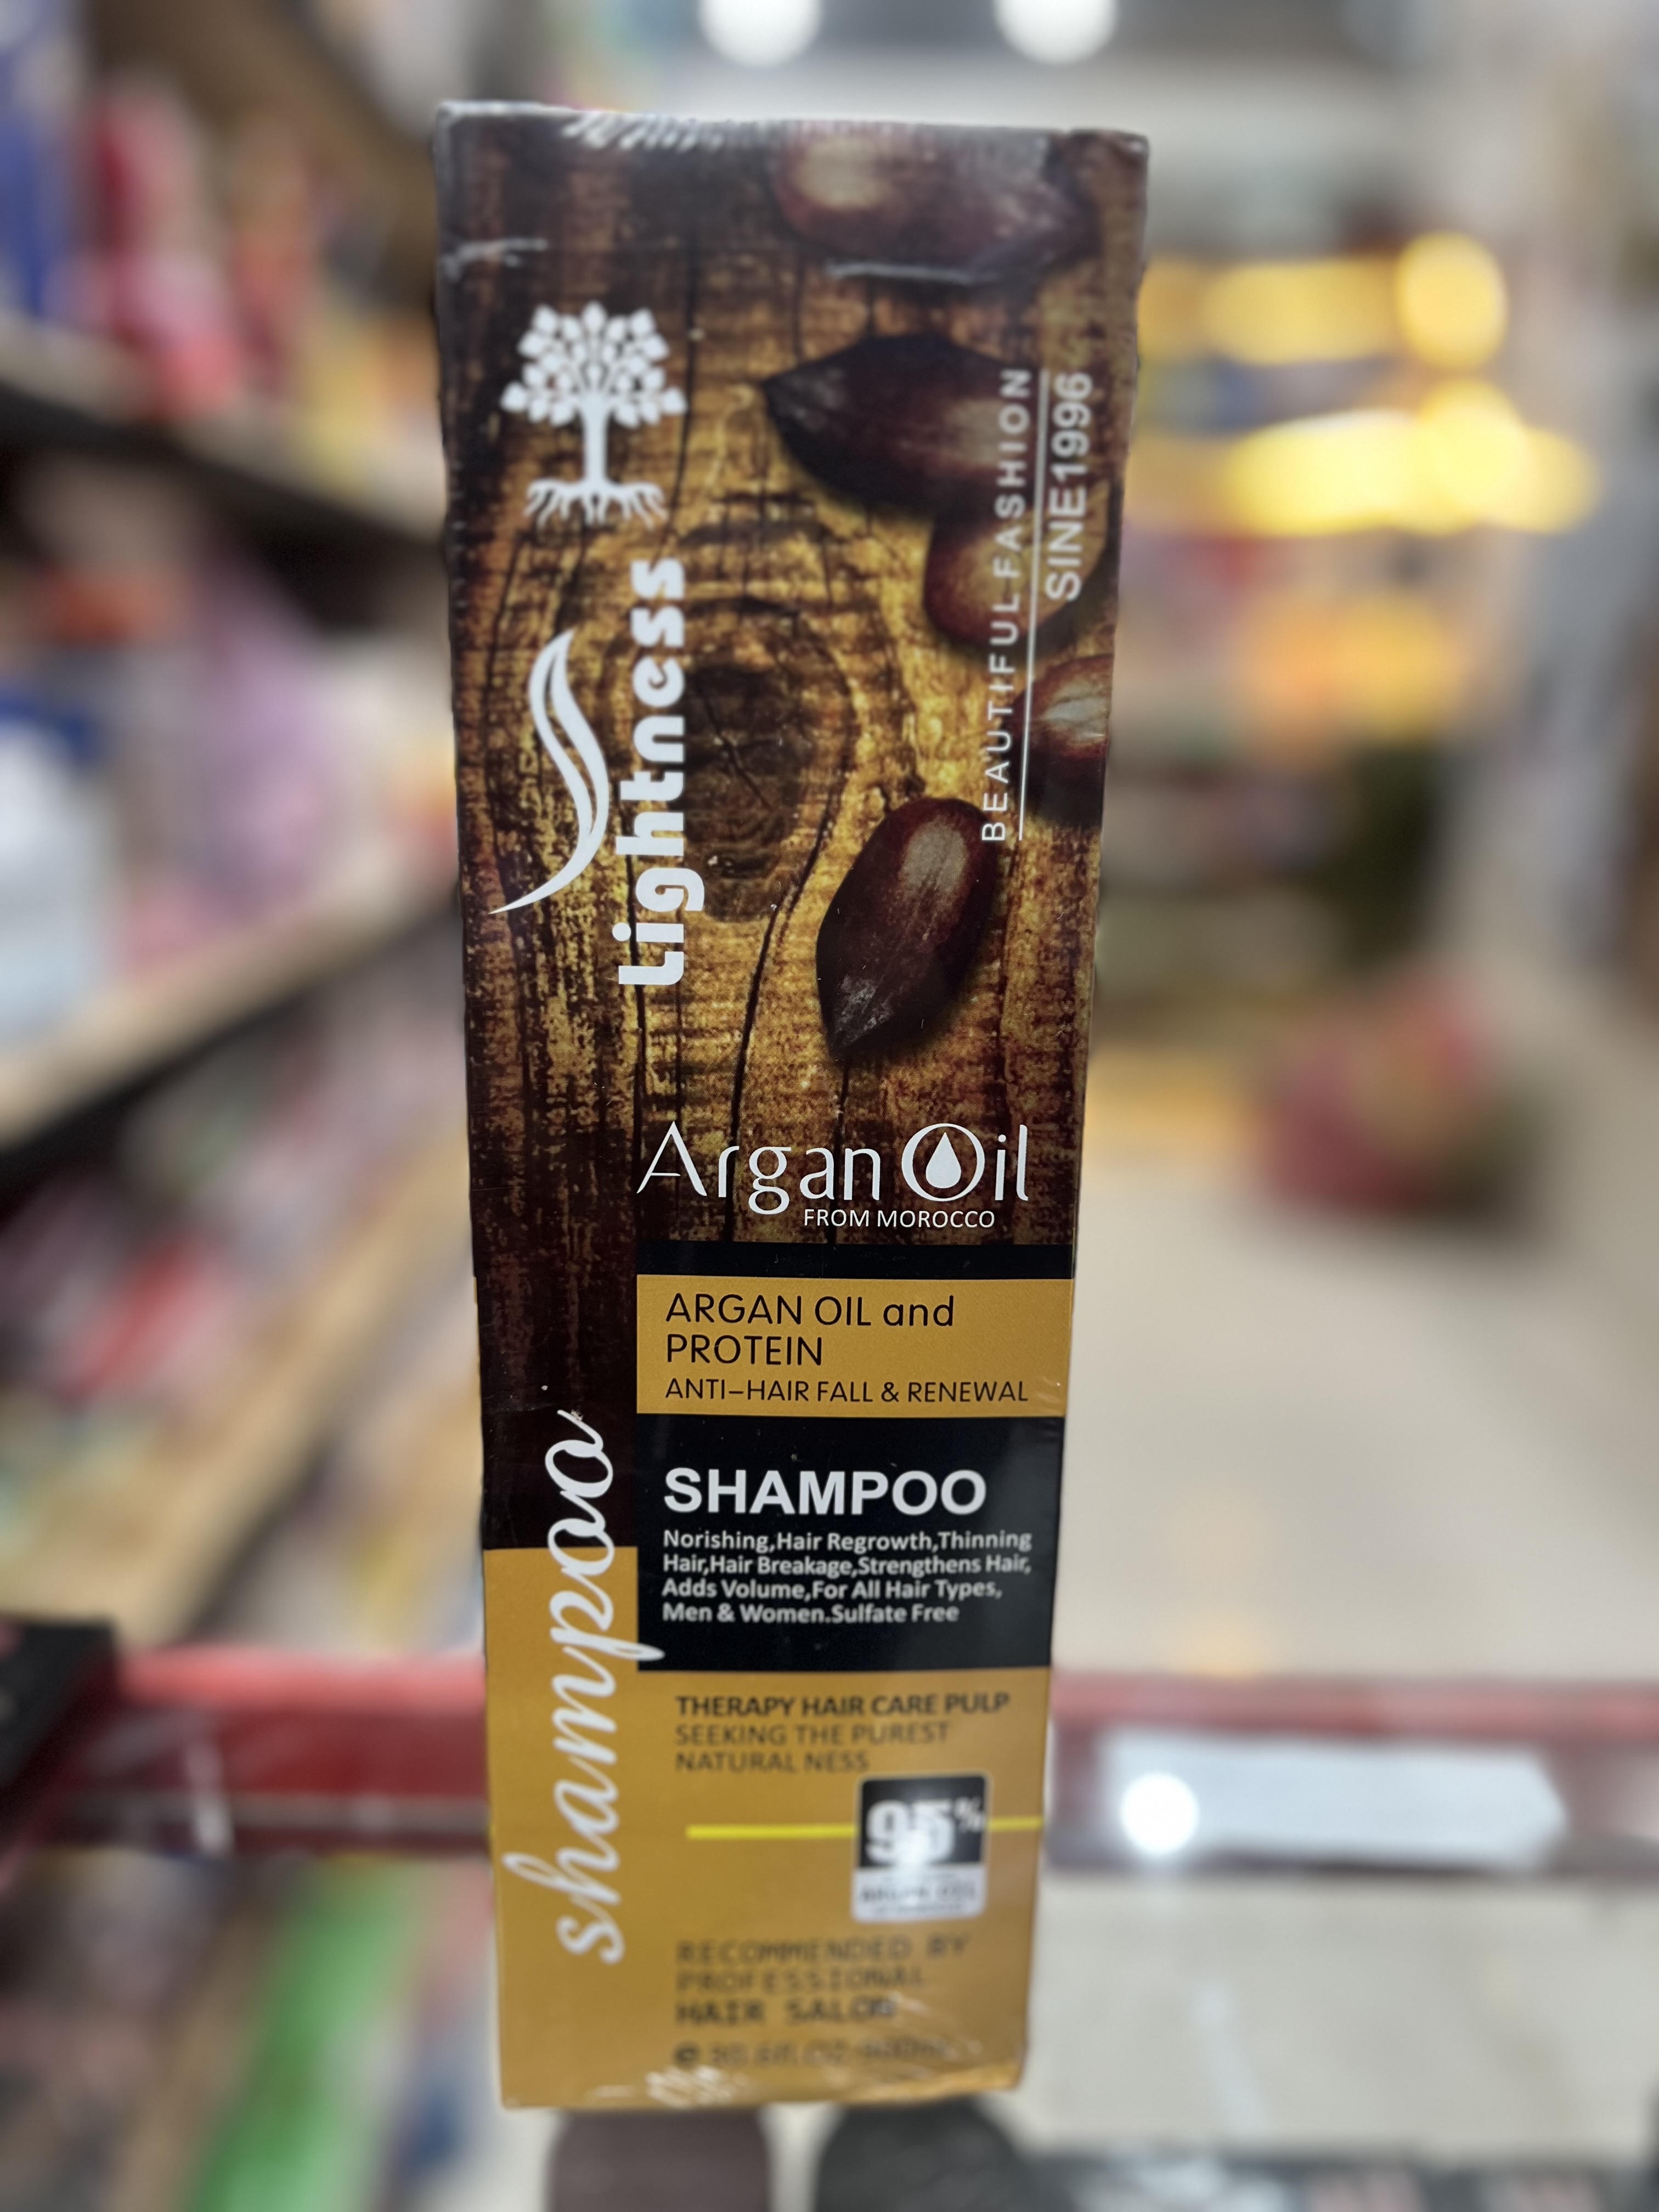 Lightness
BEAUTIFUL FASHION
SINE1996
Argan Oil
FROM MOROCCO
ARGAN OIL and
PROTEIN
ANTI-HAIR FALL & RENEWAL
SHAMPOO
Norishing,Hair Regrowth,Thinning
Hair,Hair Breakage,Strengthens Hair,
Adds Volume,For All Hair Types,
Men & Women.Sulfate Free
shampoo
THERAPY HAIR CARE PULP
SEEKING THE PUREST
NATURAL NESS
95%
ARGAN OIL
RECOMMENDED BY
PROFESSIONAL
HAIR SALON